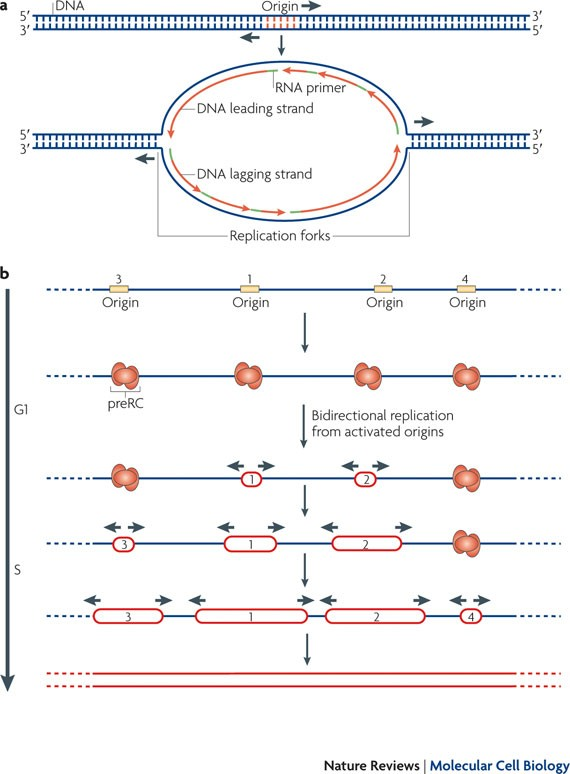 a
DNA
Origin
5′ 3′
3′ 5′
RNA primer
DNA leading strand
5′ 3′
3′ 5′
DNA lagging strand
Replication forks
b
3 1 2 4
Origin Origin Origin Origin
preRC
G1
Bidirectional replication
from activated origins
1 2
3 1 2
S
3 1 2 4
Nature Reviews | Molecular Cell Biology